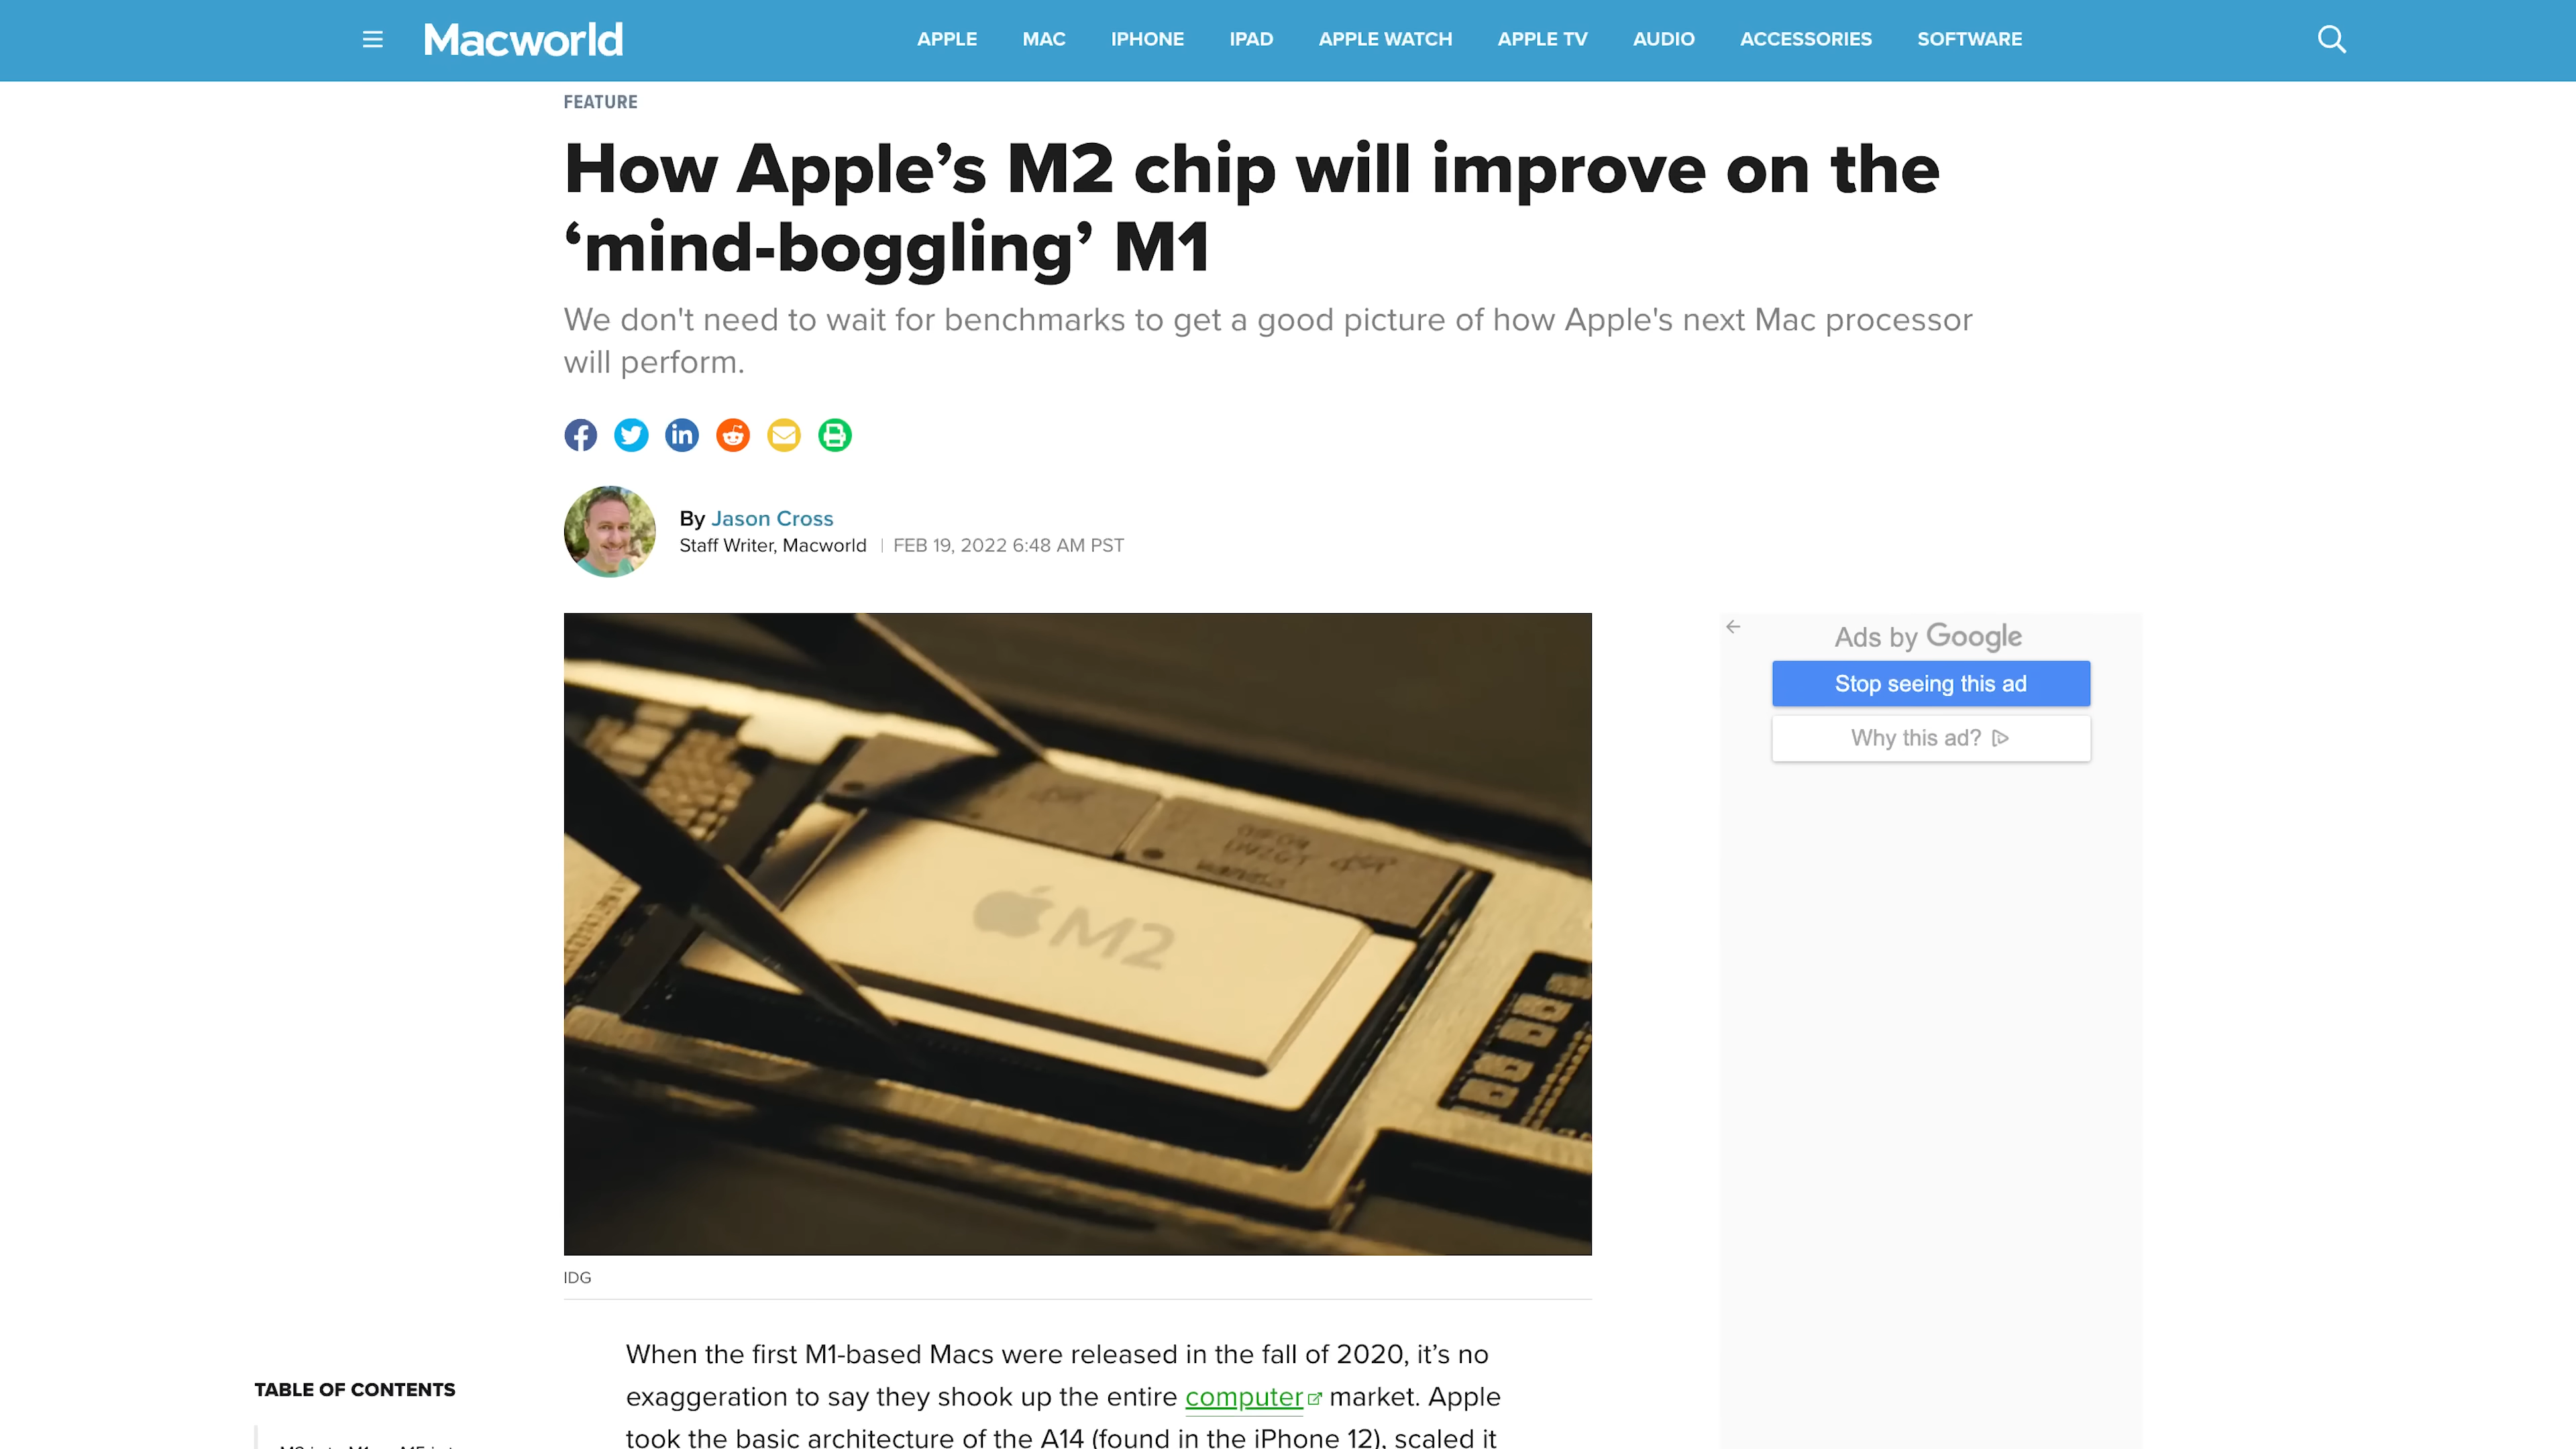 Macworld
APPLE
MAC
IPHONE
IPAD
APPLE WATCH
APPLE TV
AUDIO
ACCESSORIES
SOFTWARE
FEATURE
How Apple’s M2 chip will improve on the
‘mind-boggling’ M1
We don't need to wait for benchmarks to get a good picture of how Apple's next Mac processor
will perform.
By Jason Cross
Staff Writer, Macworld | FEB 19, 2022 6:48 AM PST
M2
Ads by Google
Stop seeing this ad
Why this ad?
IDG
When the first M1-based Macs were released in the fall of 2020, it’s no
exaggeration to say they shook up the entire computer market. Apple
took the basic architecture of the A14 (found in the iPhone 12), scaled it
TABLE OF CONTENTS